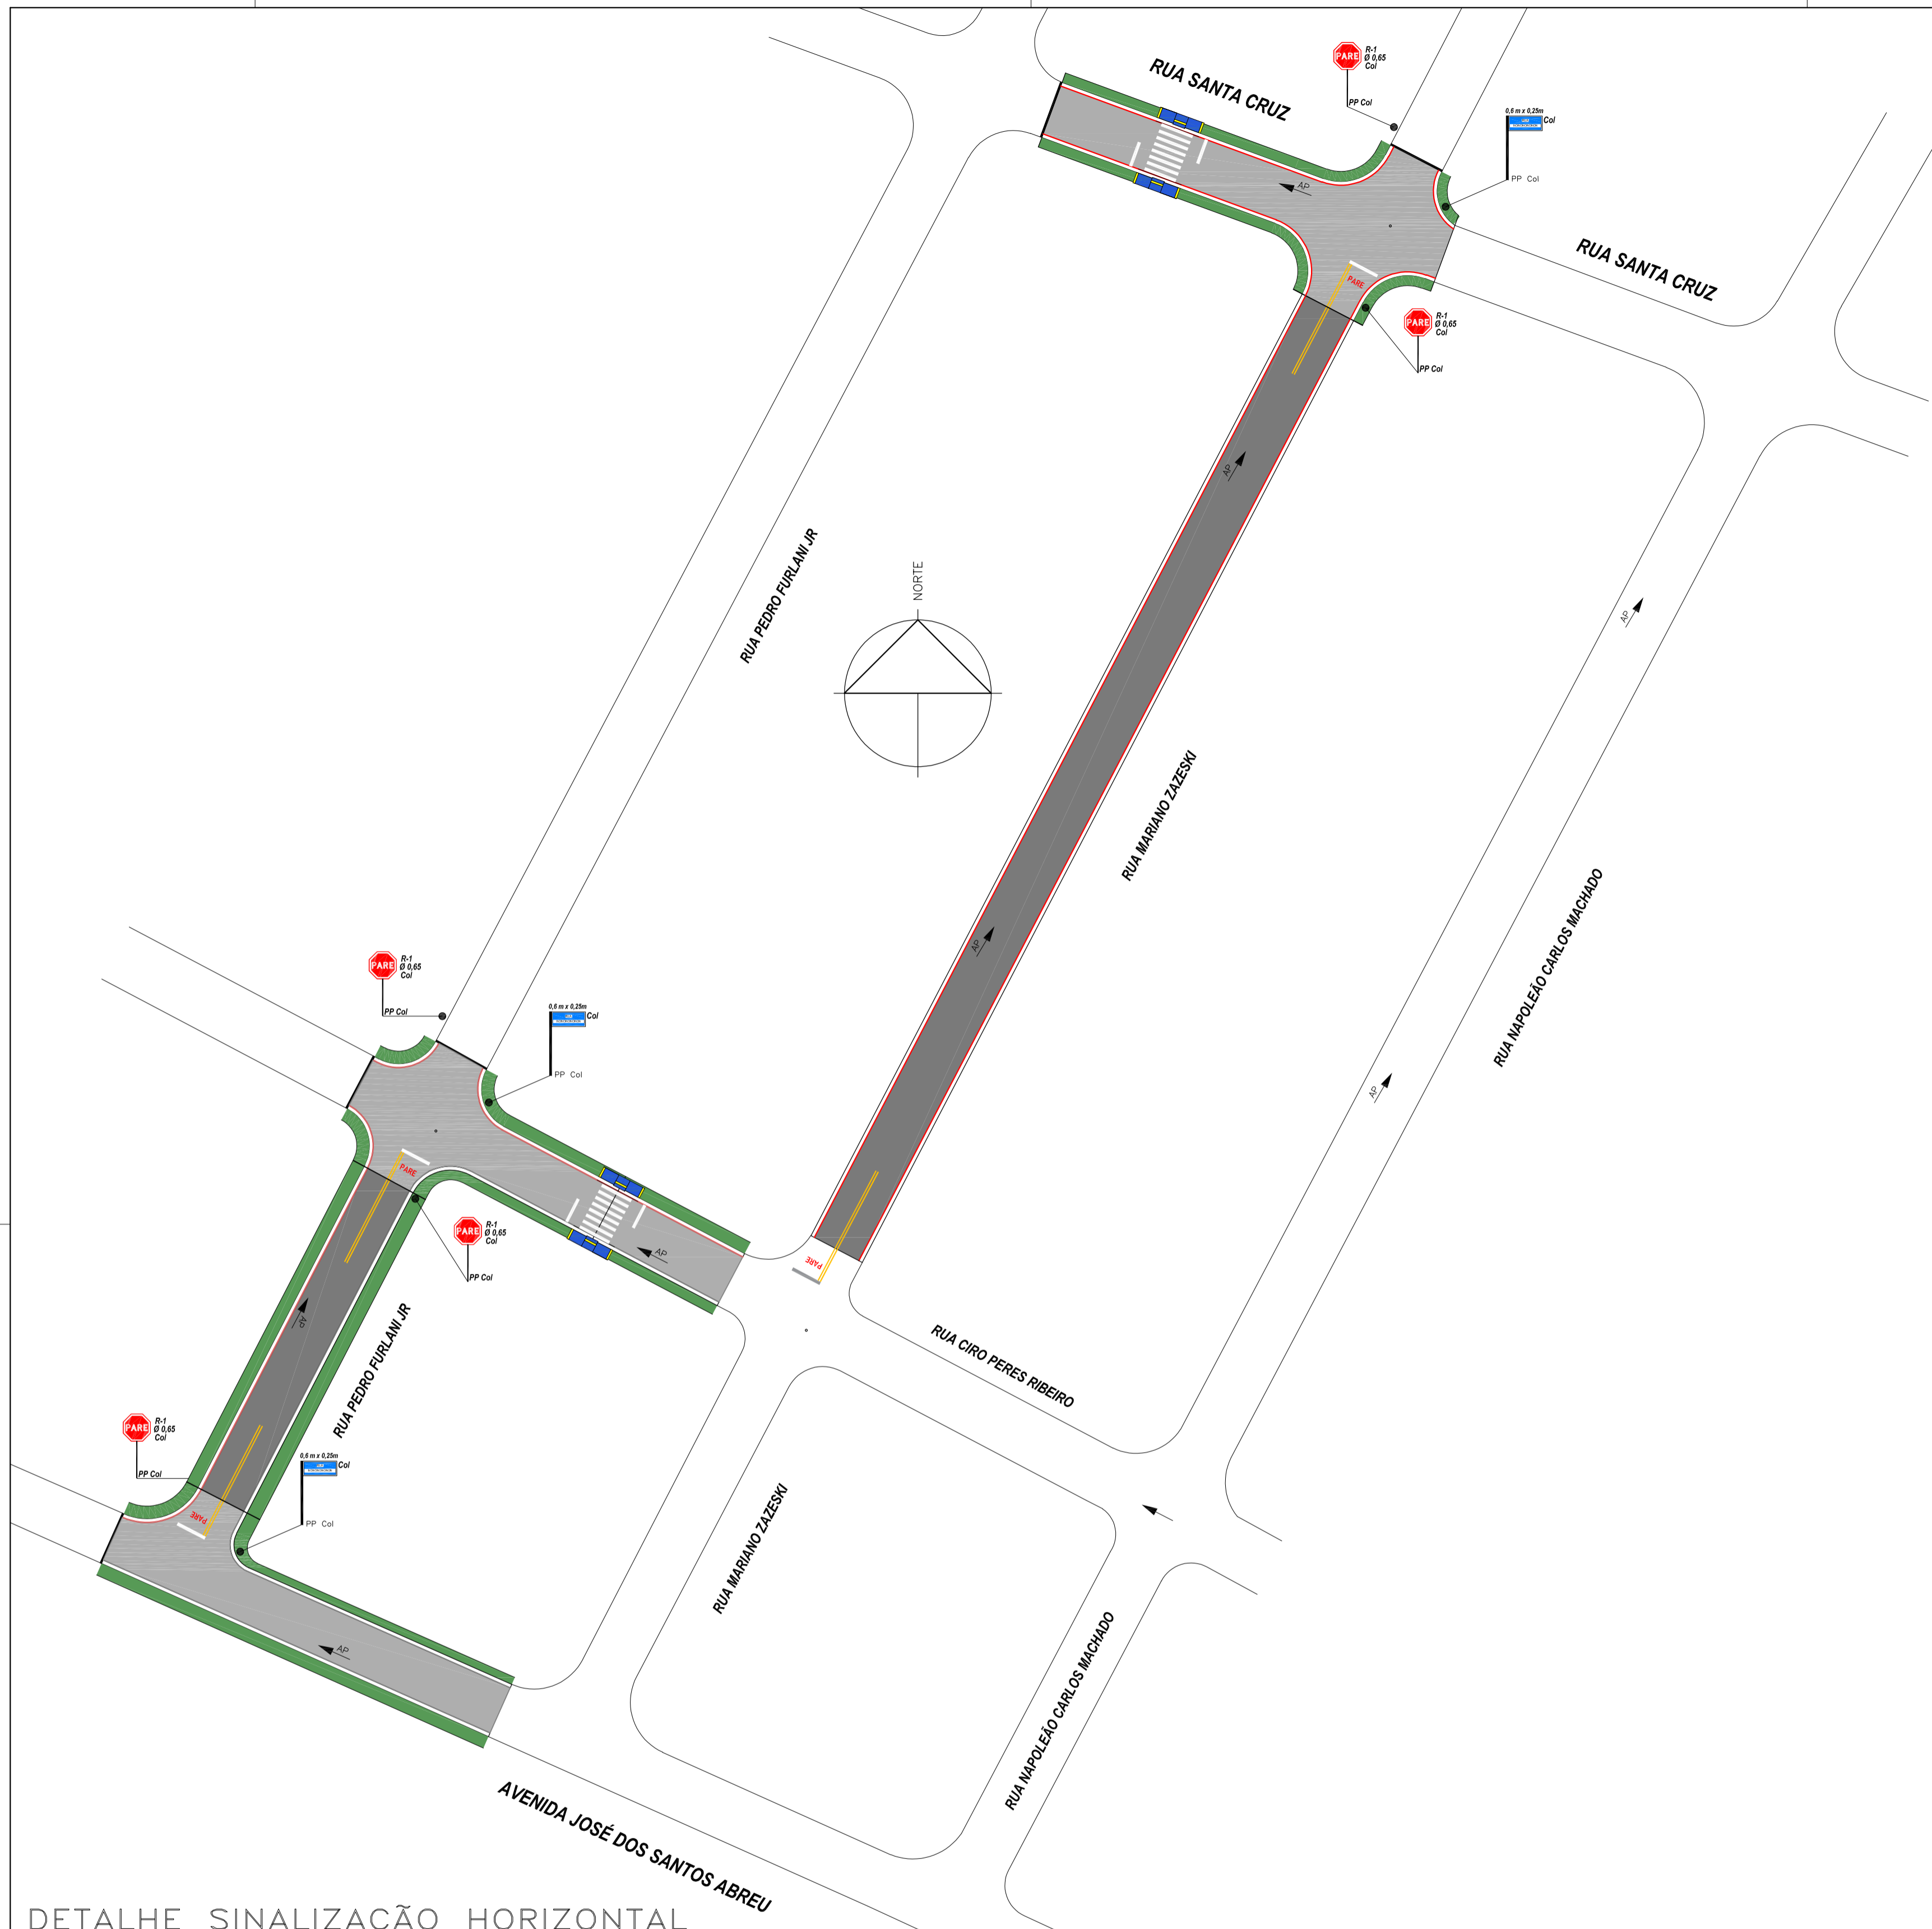 RUA SANTA CRUZ
PARE
R-1
Ø 0,65
Col
PP Col
0,6 m x 0,25m
Col
PP Col
AP
RUA SANTA CRUZ
PARE
PARE
R-1
Ø 0,65
Col
PP Col
AP
RUA PEDRO FURLANI JR
NORTE
AP
RUA MARIANO ZAZESKI
RUA NAPOLEÃO CARLOS MACHADO
AP
PARE
R-1
Ø 0,65
Col
PP Col
0,6 m x 0,25m
Col
PP Col
AP
PARE
PARE
R-1
Ø 0,65
Col
PP Col
AP
PARE
AP
RUA PEDRO FURLANI JR
RUA CIRO PERES RIBEIRO
PARE
R-1
Ø 0,65
Col
PP Col
0,6 m x 0,25m
Col
PP Col
PARE
RUA MARIANO ZAZESKI
AP
RUA NAPOLEÃO CARLOS MACHADO
AVENIDA JOSÉ DOS SANTOS ABREU
DETALHE SINALIZAÇÃO HORIZONTAL